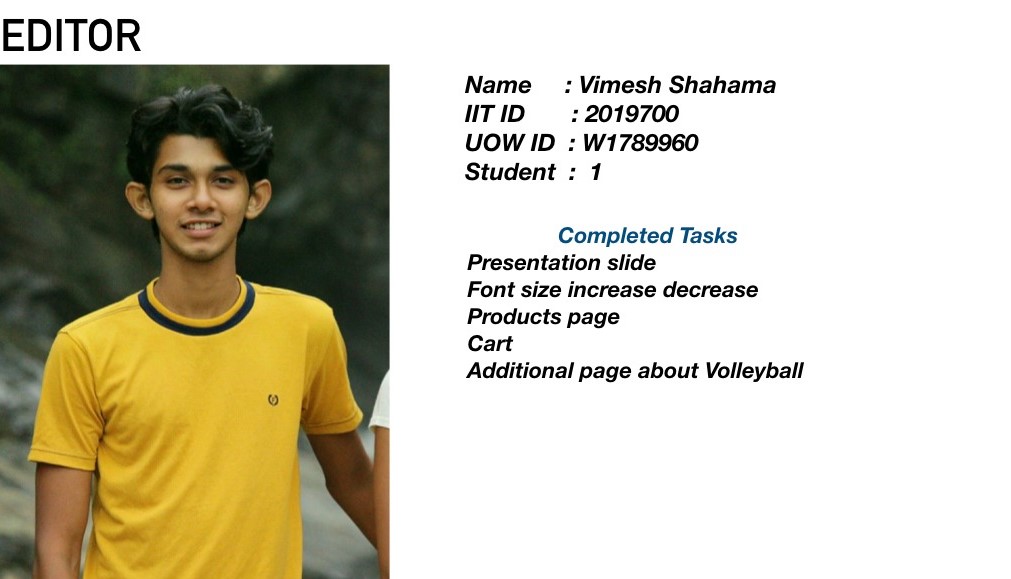 EDITOR
Name : Vimesh Shahama
IIT ID : 2019700
UOW ID : W1789960
Student : 1
Completed Tasks
Presentation slide
Font size increase decrease
Products page
Cart
Additional page about Volleyball